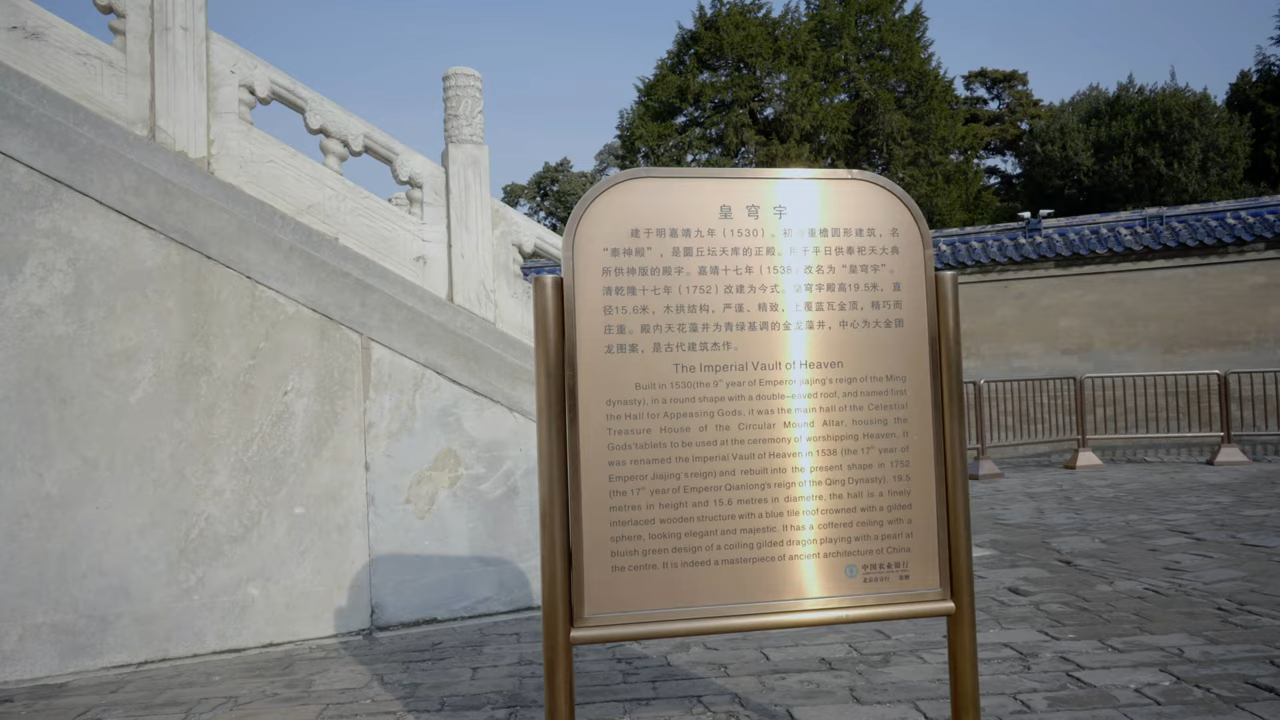 皇穹宇
建于明嘉靖九年（1530）。初 重檐圆形建筑，名
“泰神殿”，是圜丘坛天库的正殿。用于平日供奉祀天大典
所供神版的殿宇。嘉靖十七年（1538 改名为“皇穹宇”。
清乾隆十七年（1752）改建为今式。皇穹宇殿高19.5米，直
径15.6米，木拱结构，严谨、精致，上覆蓝瓦金顶，精巧而
庄重。殿内天花藻井为青绿基调的金龙藻井，中心为大金团
龙图案，是古代建筑杰作。
The Imperial Vault of Heaven
Built in 1530(the 9th year of Emperor jiajing's reign of the Ming
dynasty), in a round shape with a double-eaved roof, and named first
the Hall for Appeasing Gods, it was the main hall of the Celestial
Treasure House of the Circular Mound Altar, housing the
Gods'tablets to be used at the ceremony of worshipping Heaven. It
was renamed the Imperial Vault of Heaven in 1538 (the 17th year of
Emperor Jiajing's reign) and rebuilt into the present shape in 1752
(the 17th year of Emperor Qianlong's reign of the Qing Dynasty). 19.5
metres in height and 15.6 metres in diametre, the hall is a finely
interlaced wooden structure with a blue tile roof crowned with a gilded
sphere, looking elegant and majestic. It has a coffered ceiling with a
bluish green design of a coiling gilded dragon playing with a pearl at
the centre. It is indeed a masterpiece of ancient architecture of China.
中国农业银行
北京市分行